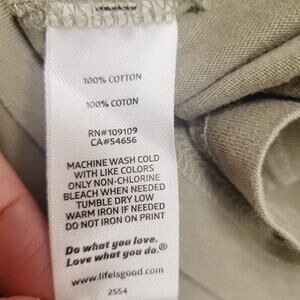 100% COTTON
100% COTON
RN#109109
CA#54656
MACHINE WASH COLD
WITH LIKE COLORS
ONLY NON-CHLORINE
BLEACH WHEN NEEDED
TUMBLE DRY LOW
WARM IRON IF NEEDED
DO NOT IRON ON PRINT
Do what you love.
Love what you do.®
www.lifeisgood.com
2554